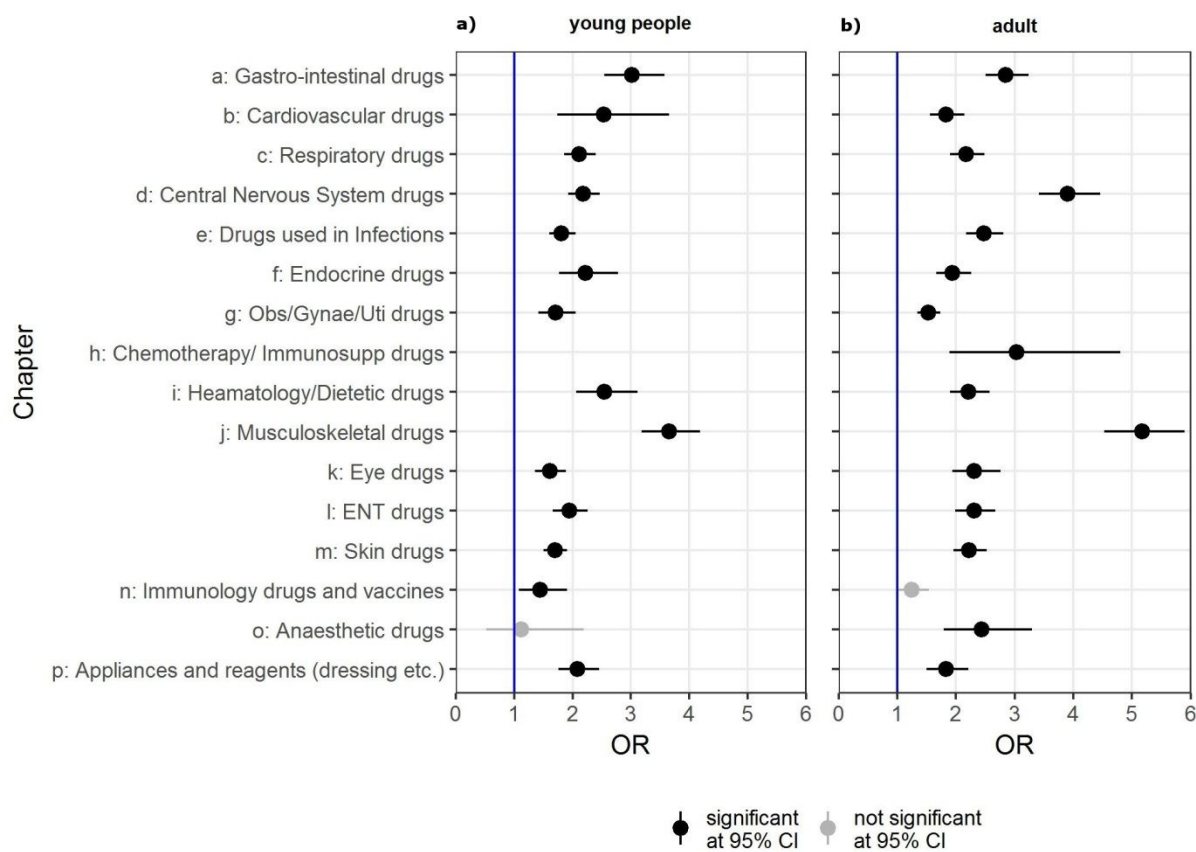 a) young people b) adult
Chapter
a: Gastro-intestinal drugs
b: Cardiovascular drugs
c: Respiratory drugs
d: Central Nervous System drugs
e: Drugs used in Infections
f: Endocrine drugs
g: Obs/Gynae/Uti drugs
h: Chemotherapy/ Immunosupp drugs
i: Heamatology/Dietetic drugs
j: Musculoskeletal drugs
k: Eye drugs
l: ENT drugs
m: Skin drugs
n: Immunology drugs and vaccines
o: Anaesthetic drugs
p: Appliances and reagents (dressing etc.)
0 1 2 3 4 5 6 0 1 2 3 4 5 6
OR OR
significant not significant
at 95% CI at 95% CI